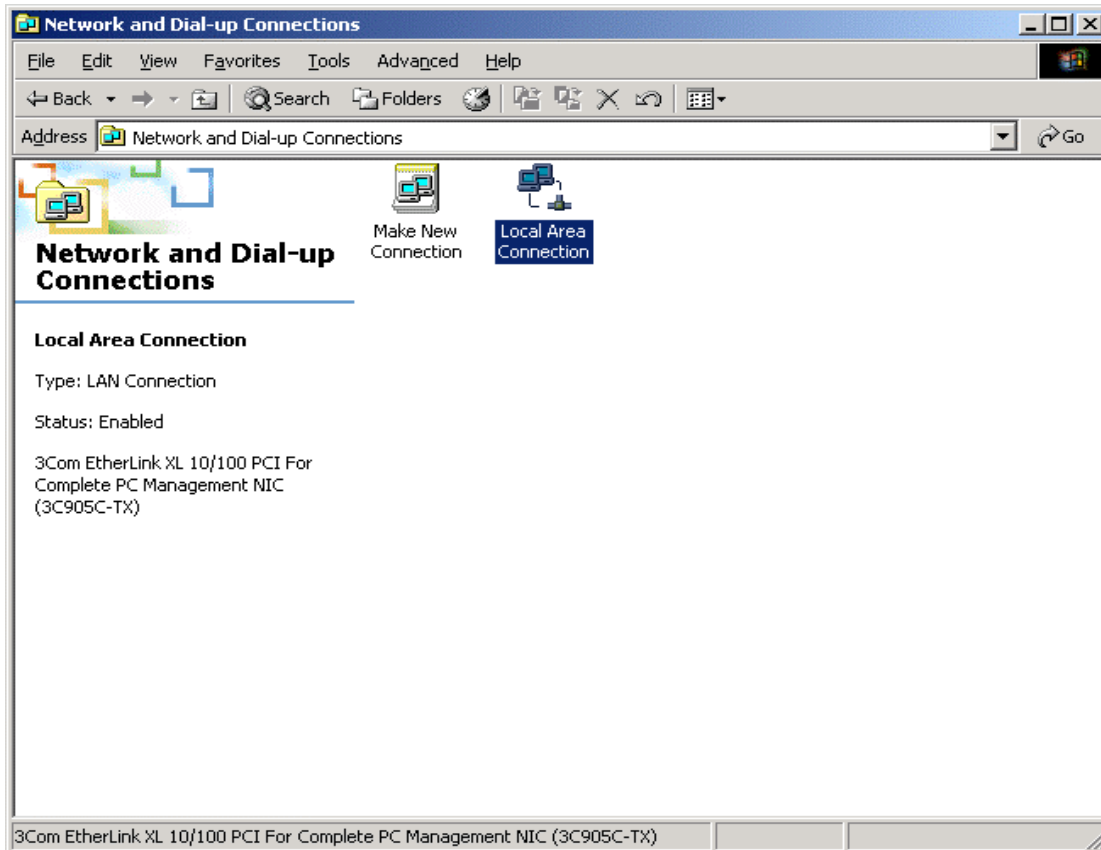 Network and Dial-up Connections
File Edit View Favorites Tools Advanced Help
Back Search Folders
Address Network and Dial-up Connections Go
Make New
Connection
Local Area
Connection
Network and Dial-up
Connections
Local Area Connection
Type: LAN Connection
Status: Enabled
3Com EtherLink XL 10/100 PCI For
Complete PC Management NIC
(3C905C-TX)
3Com EtherLink XL 10/100 PCI For Complete PC Management NIC (3C905C-TX)